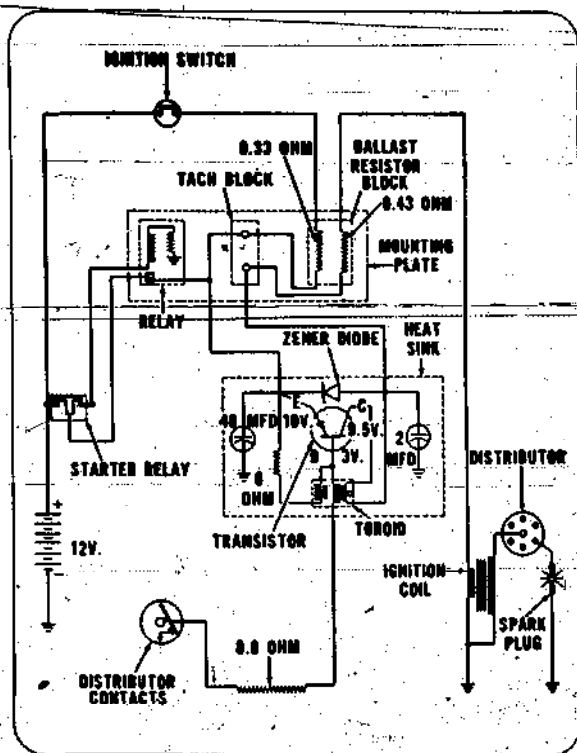 IGNITION SWITCH
0.33 OHM
BALLAST
RESISTOR
BLOCK
TACH BLOCK
0.43 OHM
MOUNTING
PLATE
RELAY
ZENER DIODE
HEAT
SINK
E
C
MFD 10V.
9.5V.
2
MFD
B
3V.
OHM
STARTER RELAY
DISTRIBUTOR
TRANSISTOR
TOROID
+
12V.
-
IGNITION
COIL
SPARK
PLUG
OHM
DISTRIBUTOR
CONTACTS